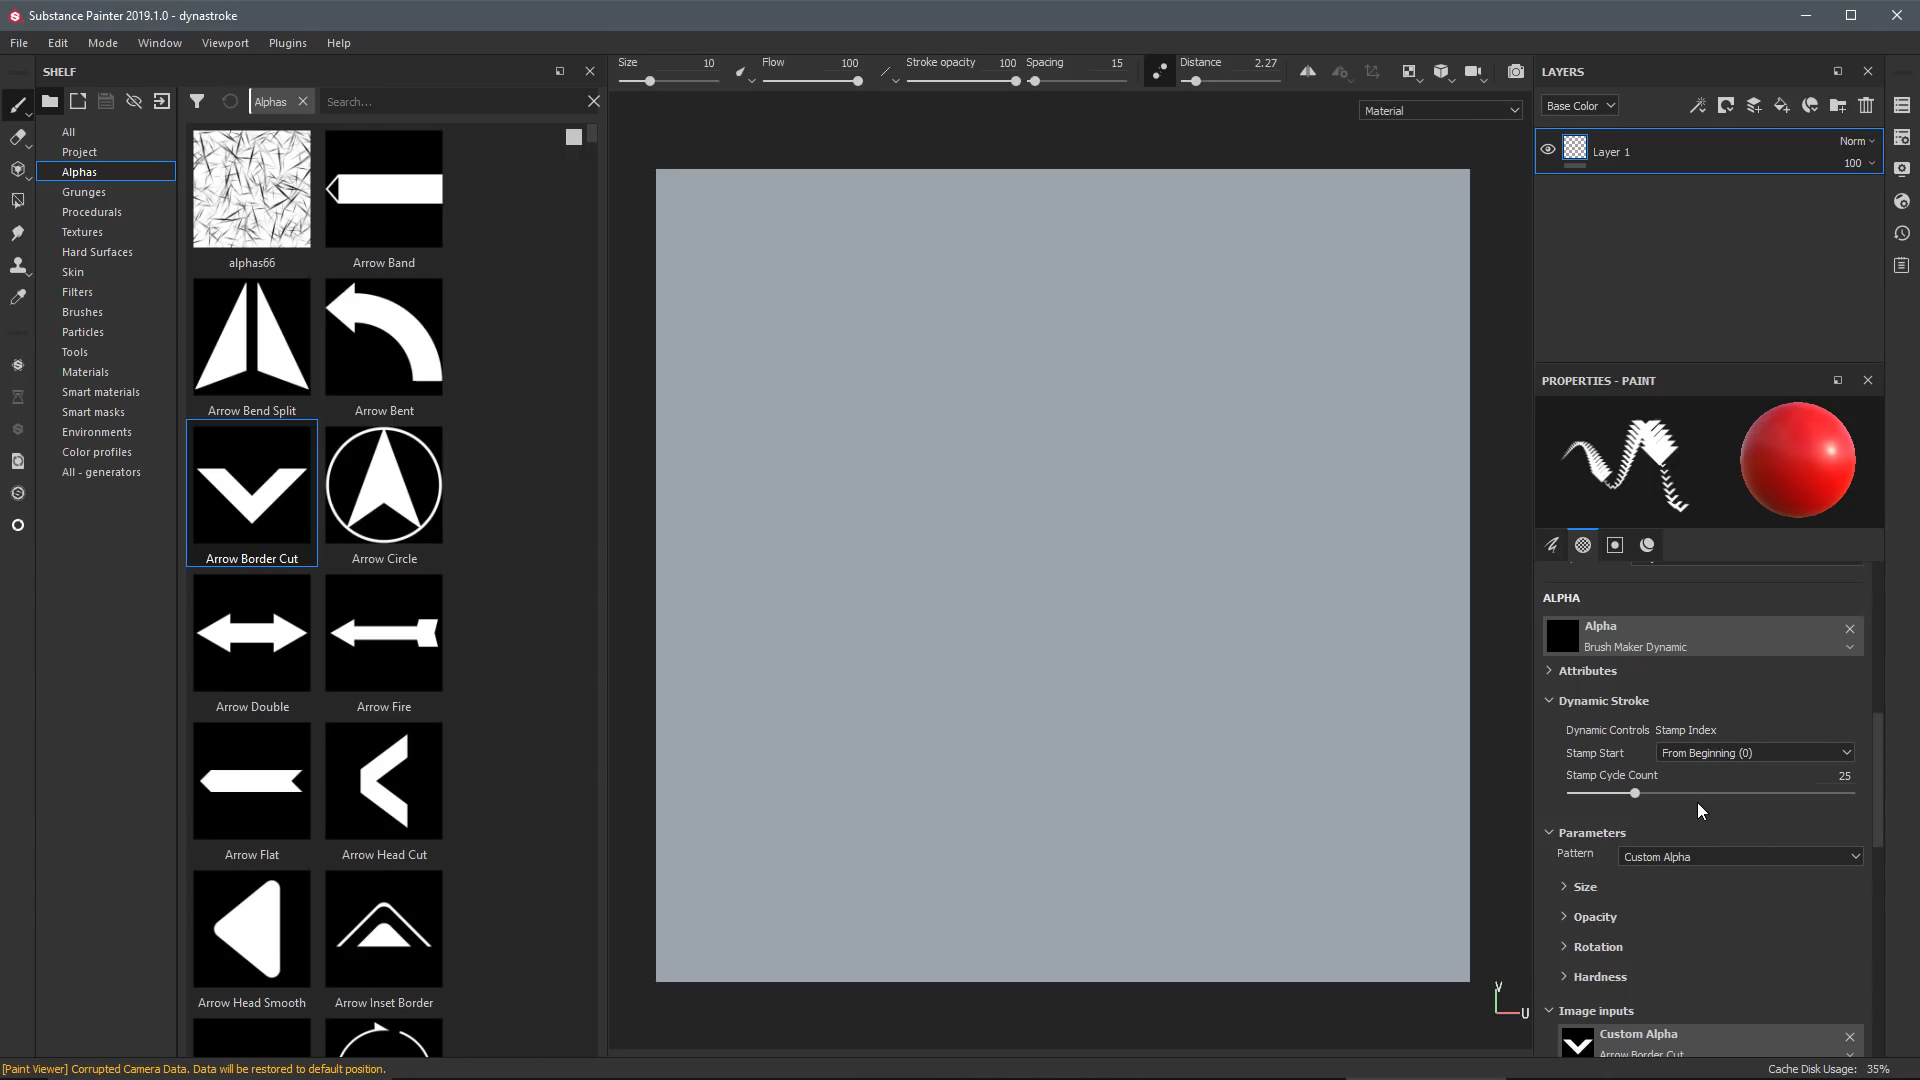 Substance Painter 2019.1.0 - dynastroke
File Edit Mode Window Viewport Plugins Help
SHELF
Alphas
Search...
All
Project
Alphas
Grunges
Procedurals
Textures
Hard Surfaces
Skin
Filters
Brushes
Particles
Tools
Materials
Smart materials
Smart masks
Environments
Color profiles
All - generators
alphas66 Arrow Band
Arrow Bend Split Arrow Bent
Arrow Border Cut Arrow Circle
Arrow Double Arrow Fire
Arrow Flat Arrow Head Cut
Arrow Head Smooth Arrow Inset Border
Size 10 Flow 100 Stroke opacity 100 Spacing 15 Distance 2.27
Material
V
U
LAYERS
Base Color
Layer 1
Norm
100
PROPERTIES - PAINT
ALPHA
Alpha
Brush Maker Dynamic
Attributes
Dynamic Stroke
Dynamic Controls Stamp Index
Stamp Start From Beginning (0)
Stamp Cycle Count 25
Parameters
Pattern Custom Alpha
Size
Opacity
Rotation
Hardness
Image inputs
Custom Alpha
Arrow Border Cut
[Paint Viewer] Corrupted Camera Data. Data will be restored to default position.
Cache Disk Usage: 35%